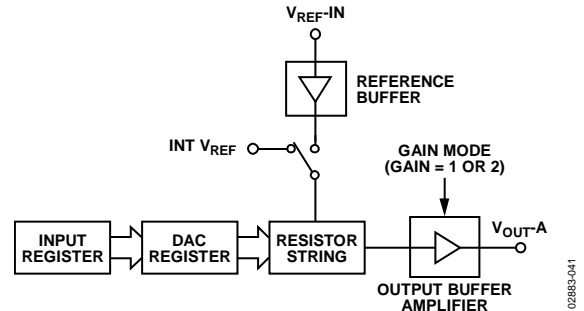 VREF-IN
REFERENCE
BUFFER
INT VREF
GAIN MODE
(GAIN = 1 OR 2)
INPUT
REGISTER
DAC
REGISTER
RESISTOR
STRING
VOUT-A
OUTPUT BUFFER
AMPLIFIER
02883-041